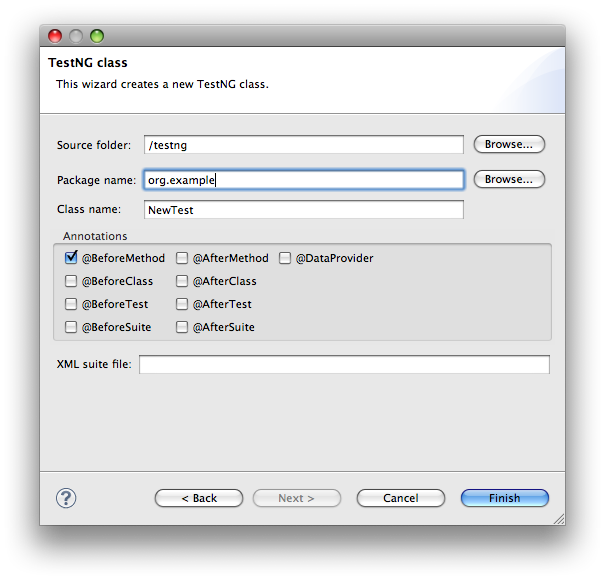 TestNG class
This wizard creates a new TestNG class.
Source folder: /testng Browse...
Package name: org.example Browse...
Class name: NewTest
Annotations
@BeforeMethod @AfterMethod @DataProvider
@BeforeClass @AfterClass
@BeforeTest @AfterTest
@BeforeSuite @AfterSuite
XML suite file:
? < Back Next > Cancel Finish